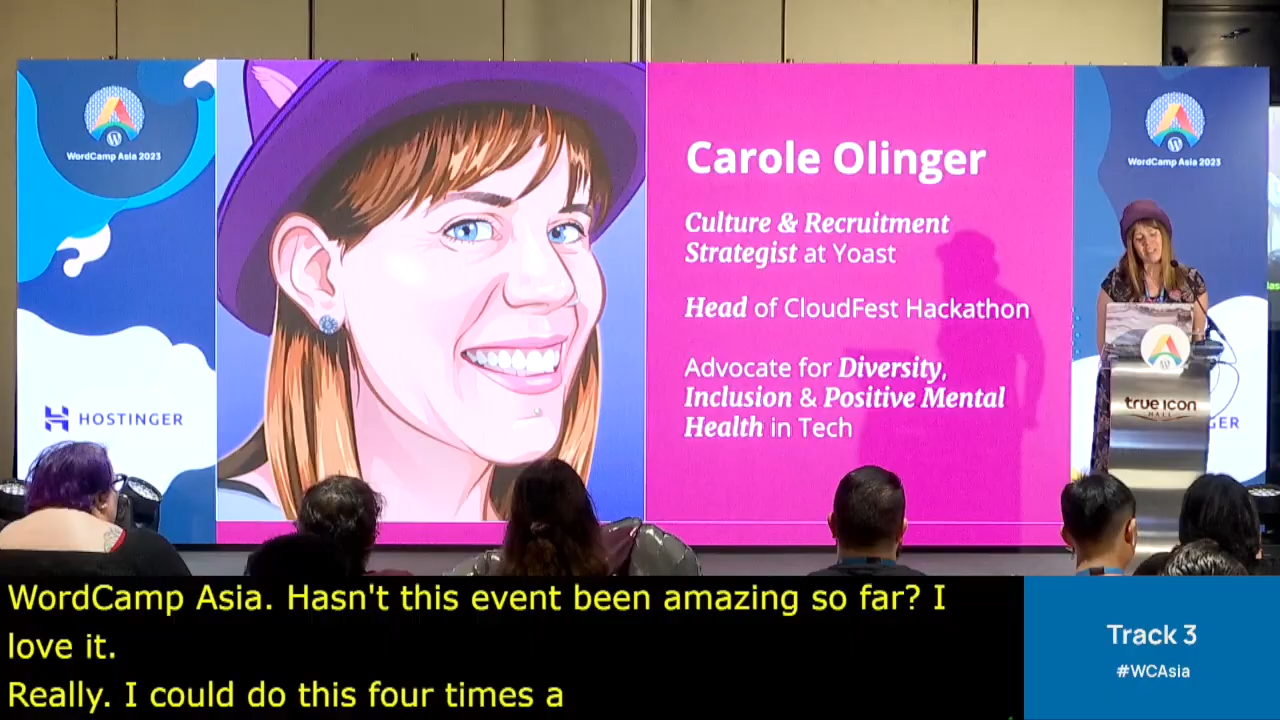 WordCamp Asia 2023
HOSTINGER
Carole Olinger
Culture & Recruitment
Strategist at Yoast
Head of CloudFest Hackathon
Advocate for Diversity,
Inclusion & Positive Mental
Health in Tech
WordCamp Asia 2023
true icon
HALL
GER
WordCamp Asia. Hasn't this event been amazing so far? I
love it.
Really. I could do this four times a
Track 3
#WCAsia